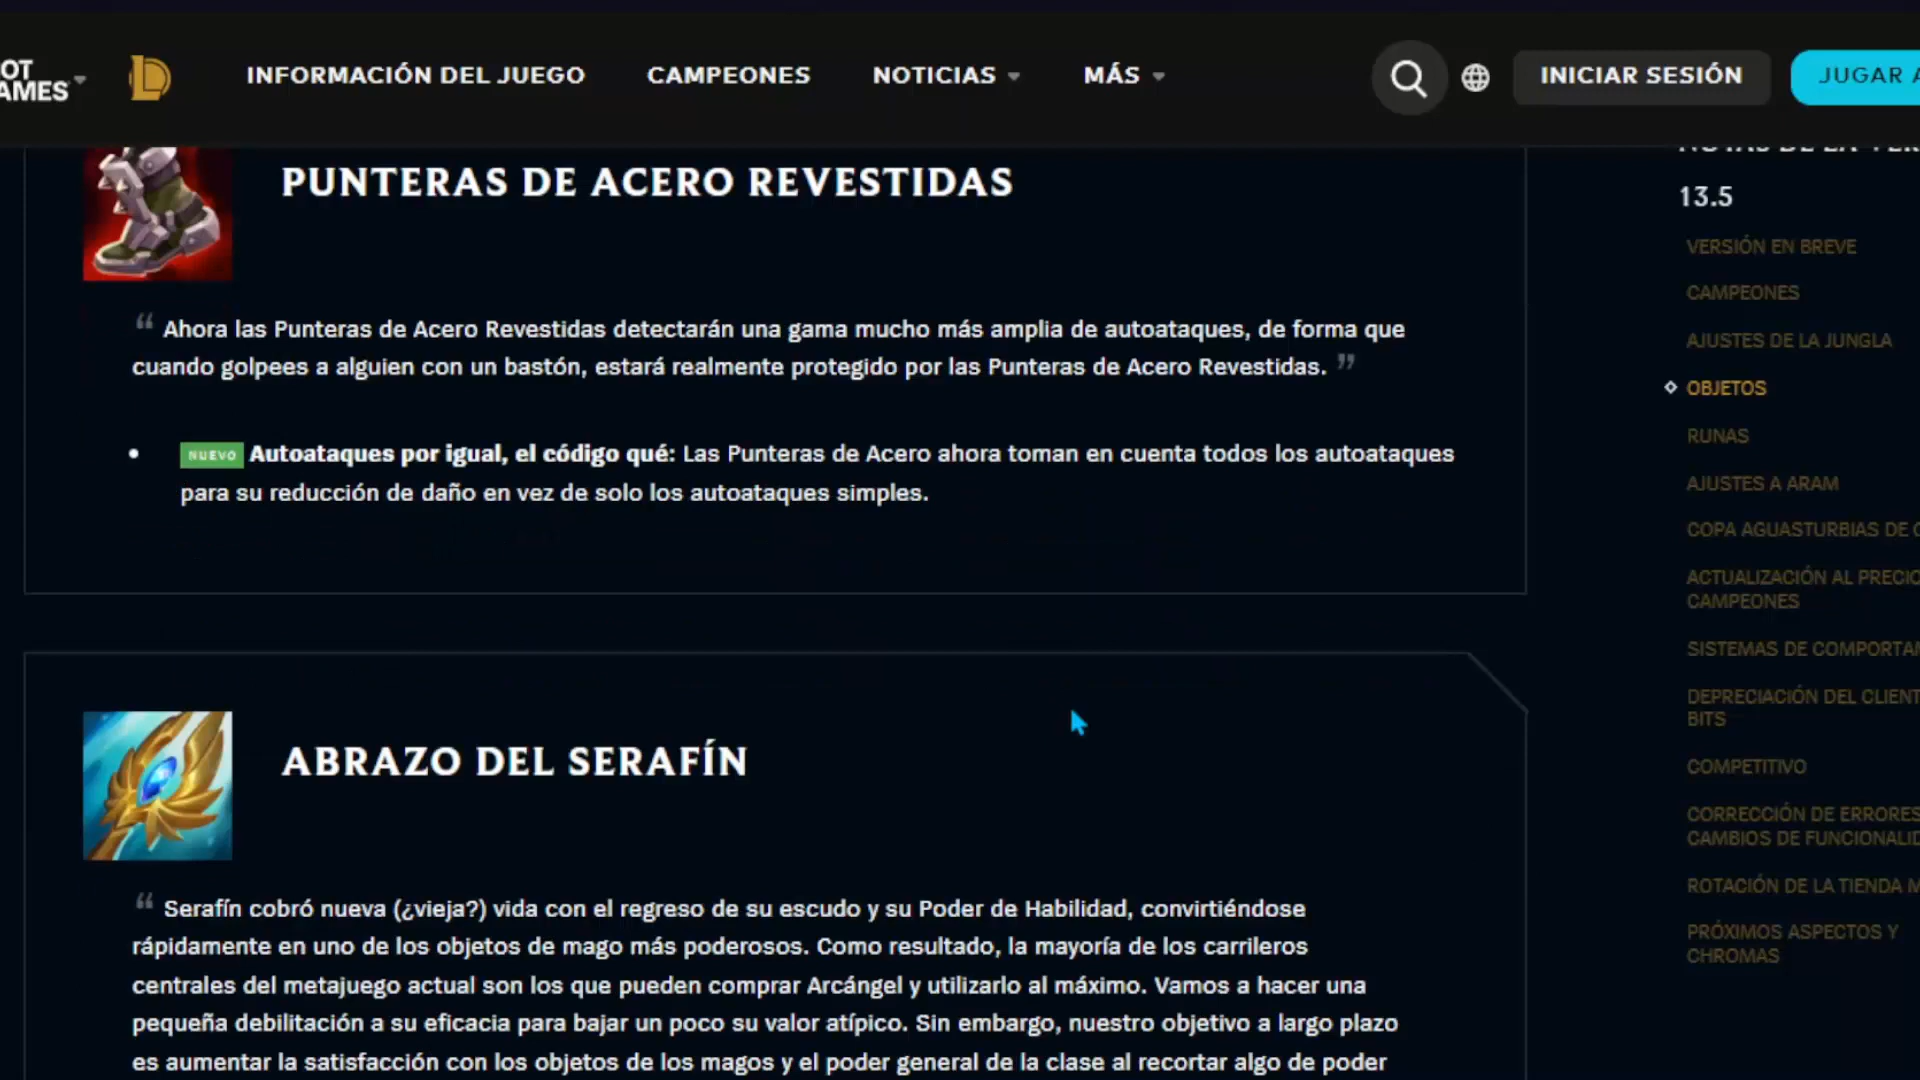 INFORMACIÓN DEL JUEGO
CAMPEONES
NOTICIAS
MÁS
INICIAR SESIÓN
JUGAR
PUNTERAS DE ACERO REVESTIDAS
“ Ahora las Punteras de Acero Revestidas detectarán una gama mucho más amplia de autoataques, de forma que
cuando golpees a alguien con un bastón, estará realmente protegido por las Punteras de Acero Revestidas. ”
• NUEVO Autoataques por igual, el código qué: Las Punteras de Acero ahora toman en cuenta todos los autoataques
para su reducción de daño en vez de solo los autoataques simples.
ABRAZO DEL SERAFÍN
“ Serafín cobró nueva (¿vieja?) vida con el regreso de su escudo y su Poder de Habilidad, convirtiéndose
rápidamente en uno de los objetos de mago más poderosos. Como resultado, la mayoría de los carrileros
centrales del metajuego actual son los que pueden comprar Arcángel y utilizarlo al máximo. Vamos a hacer una
pequeña debilitación a su eficacia para bajar un poco su valor atípico. Sin embargo, nuestro objetivo a largo plazo
es aumentar la satisfacción con los objetos de los magos y el poder general de la clase al recortar algo de poder
13.5
VERSIÓN EN BREVE
CAMPEONES
AJUSTES DE LA JUNGLA
OBJETOS
RUNAS
AJUSTES A ARAM
COPA AGUASTURBIAS DE
ACTUALIZACIÓN AL PRECIO
CAMPEONES
SISTEMAS DE
DEPRECIACIÓN DEL
BITS
COMPETITIVO
CORRECCIÓN DE ERRORES
CAMBIOS DE
ROTACIÓN DE LA TIENDA
PRÓXIMOS ASPECTOS Y
CHROMAS